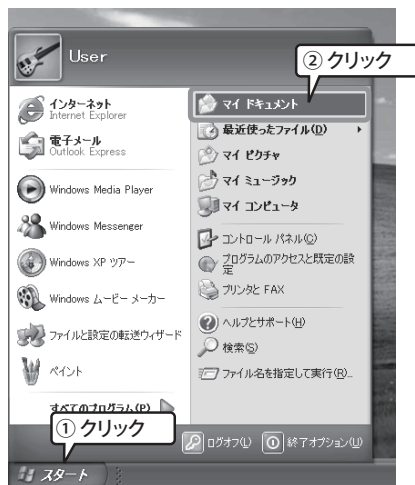 User
② クリック
インターネット
Internet Explorer
電子メール
Outlook Express
Windows Media Player
Windows Messenger
Windows XP ツアー
Windows ムービー メーカー
ファイルと設定の転送ウィザード
ペイント
すべてのプログラム(P)
マイ ドキュメント
最近使ったファイル(D)
マイ ピクチャ
マイ ミュージック
マイ コンピュータ
コントロール パネル(C)
プログラムのアクセスと既定の設
定
プリンタと FAX
ヘルプとサポート(H)
検索(S)
ファイル名を指定して実行(R)...
① クリック
ログオフ(L)
終了オプション(U)
スタート